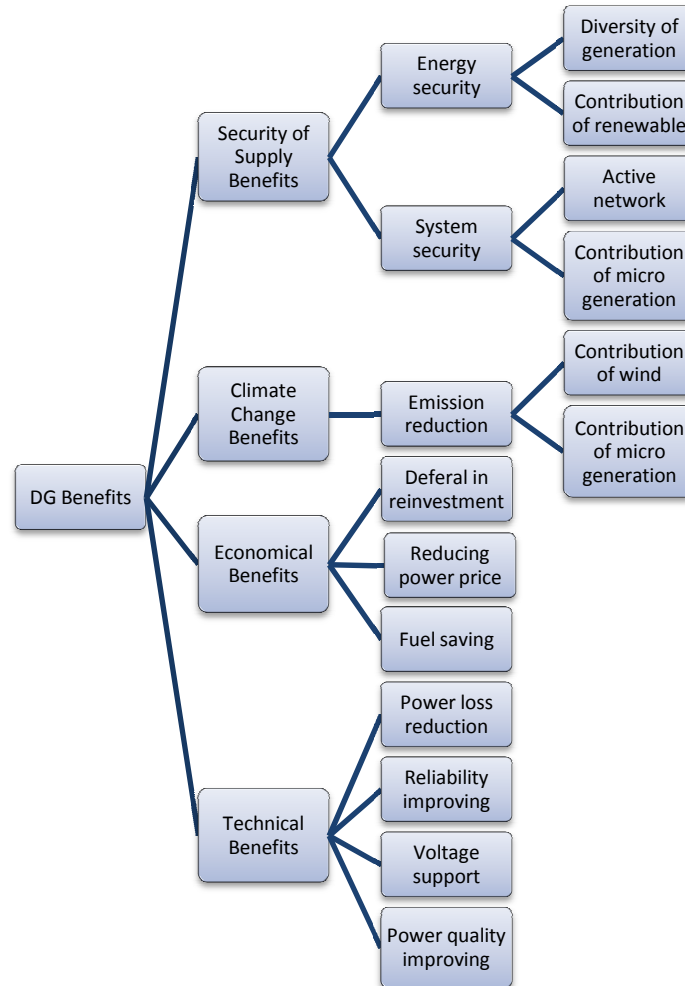 Diversity of
generation
Energy
security
Contribution
of renewable
Security of
Supply
Benefits
Active
network
System
security
Contribution
of micro
generation
Contribution
of wind
Climate
Change
Benefits
Emission
reduction
Contribution
of micro
generation
DG Benefits
Deferal in
reinvestment
Economical
Benefits
Reducing
power price
Fuel saving
Power loss
reduction
Reliability
improving
Technical
Benefits
Voltage
support
Power quality
improving